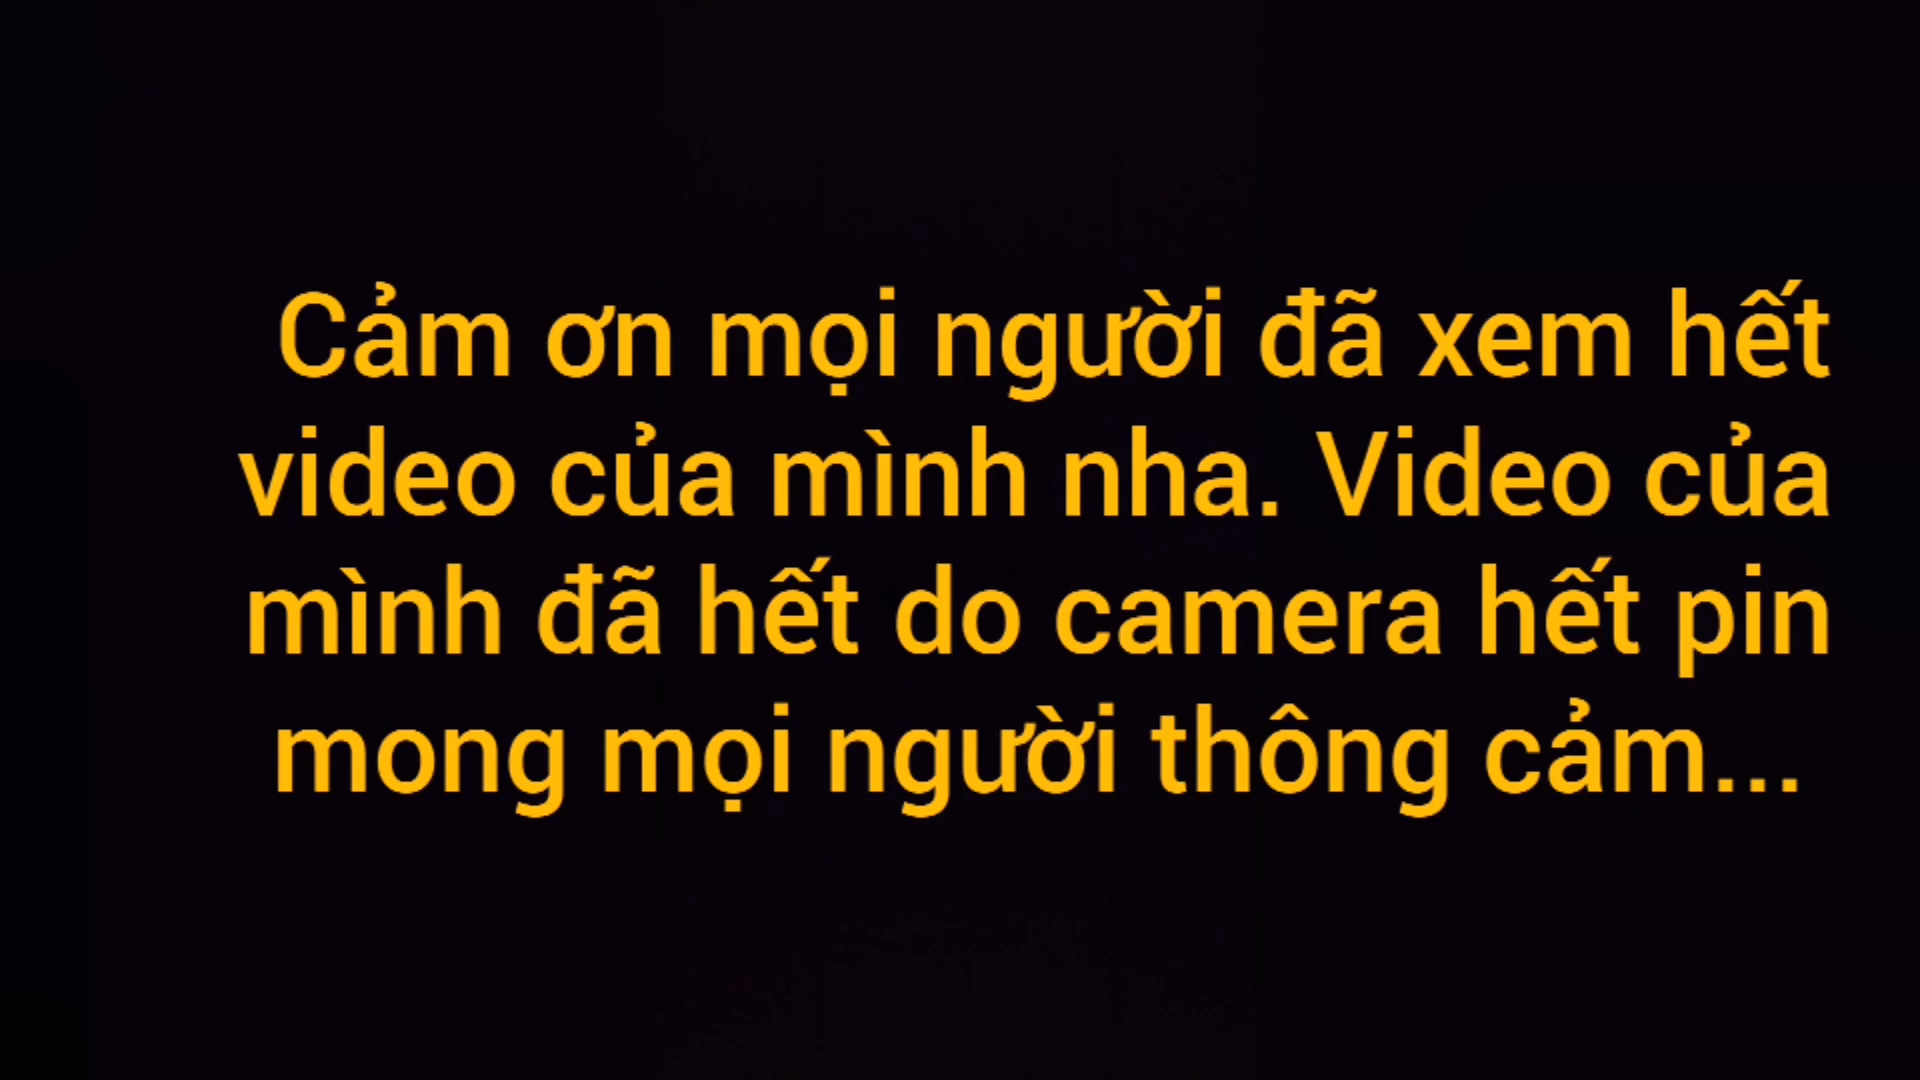 Cảm ơn mọi người đã xem hết
video của mình nha. Video của
mình đã hết do camera hết pin
mong mọi người thông cảm...